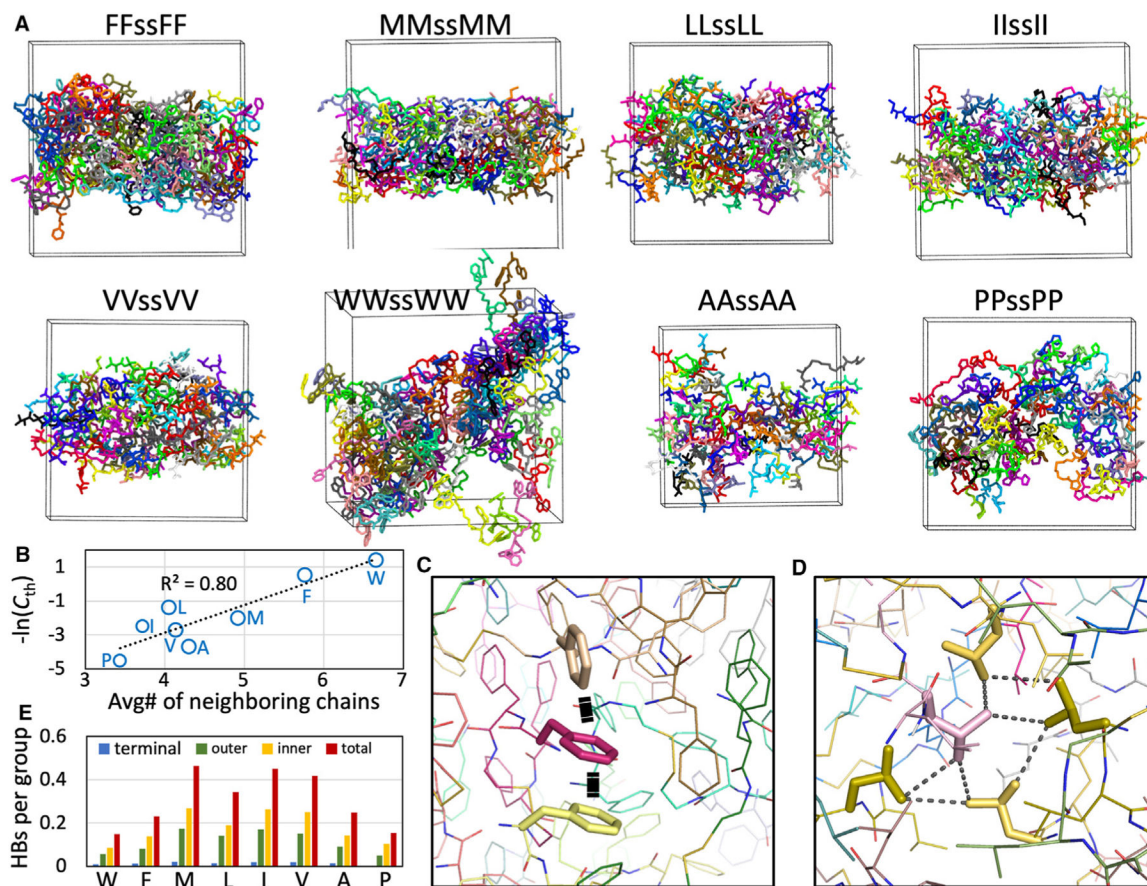 A
FFssFF
MMssMM
LLssLL
IIssII
VVssVV
WWssWW
AAssAA
PPssPP
B
R² = 0.80
-ln(Cth)
1
-1
-3
-5
P
I
L
V
A
M
F
W
3 4 5 6 7
Avg# of neighboring chains
E
HBs per group
0.6
0.4
0.2
0
terminal outer inner total
W F M L I V A P
C
D